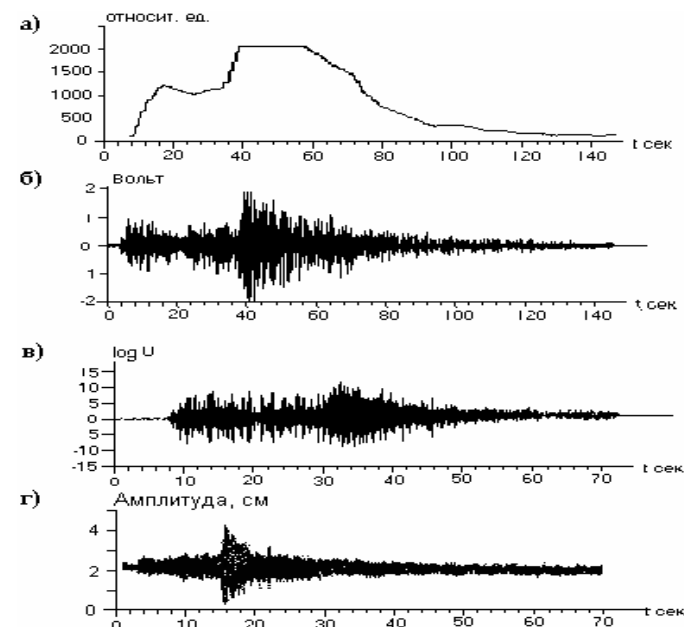 а)
относит. ед.
2000
1500
1000
500
0
20 40 60 80 100 120 140 t сек
б)
Вольт
2
1
0
1
-2
0 20 40 60 80 100 120 140 t сек
в)
log U
15
10
5
0
5
-10
-15
0 10 20 30 40 50 60 70 t сек
г)
Амплитуда, см
4
2
0
0 10 20 30 40 50 60 70 t сек